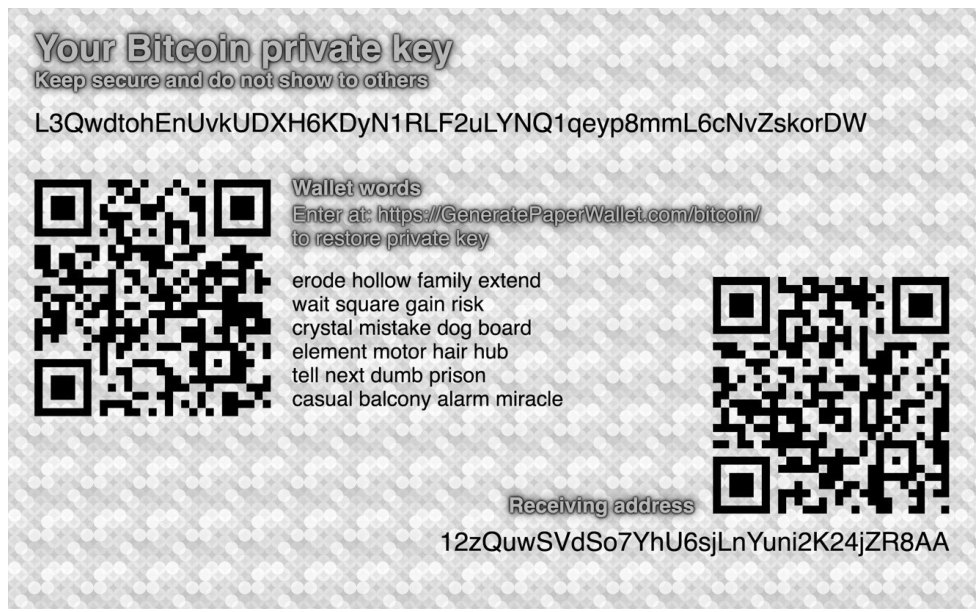 Your Bitcoin private key
Keep secure and do not show to others
L3QwdtohEnUvkUDXH6KDyN1RLF2uLYNQ1qeyp8mmL6cNvZskorDW
Wallet words
Enter at: https://GeneratePaperWallet.com/bitcoin/
to restore private key
erode hollow family extend
wait square gain risk
crystal mistake dog board
element motor hair hub
tell next dumb prison
casual balcony alarm miracle
Receiving address
12zQuwSVdSo7YhU6sjLnYuni2K24jZR8AA